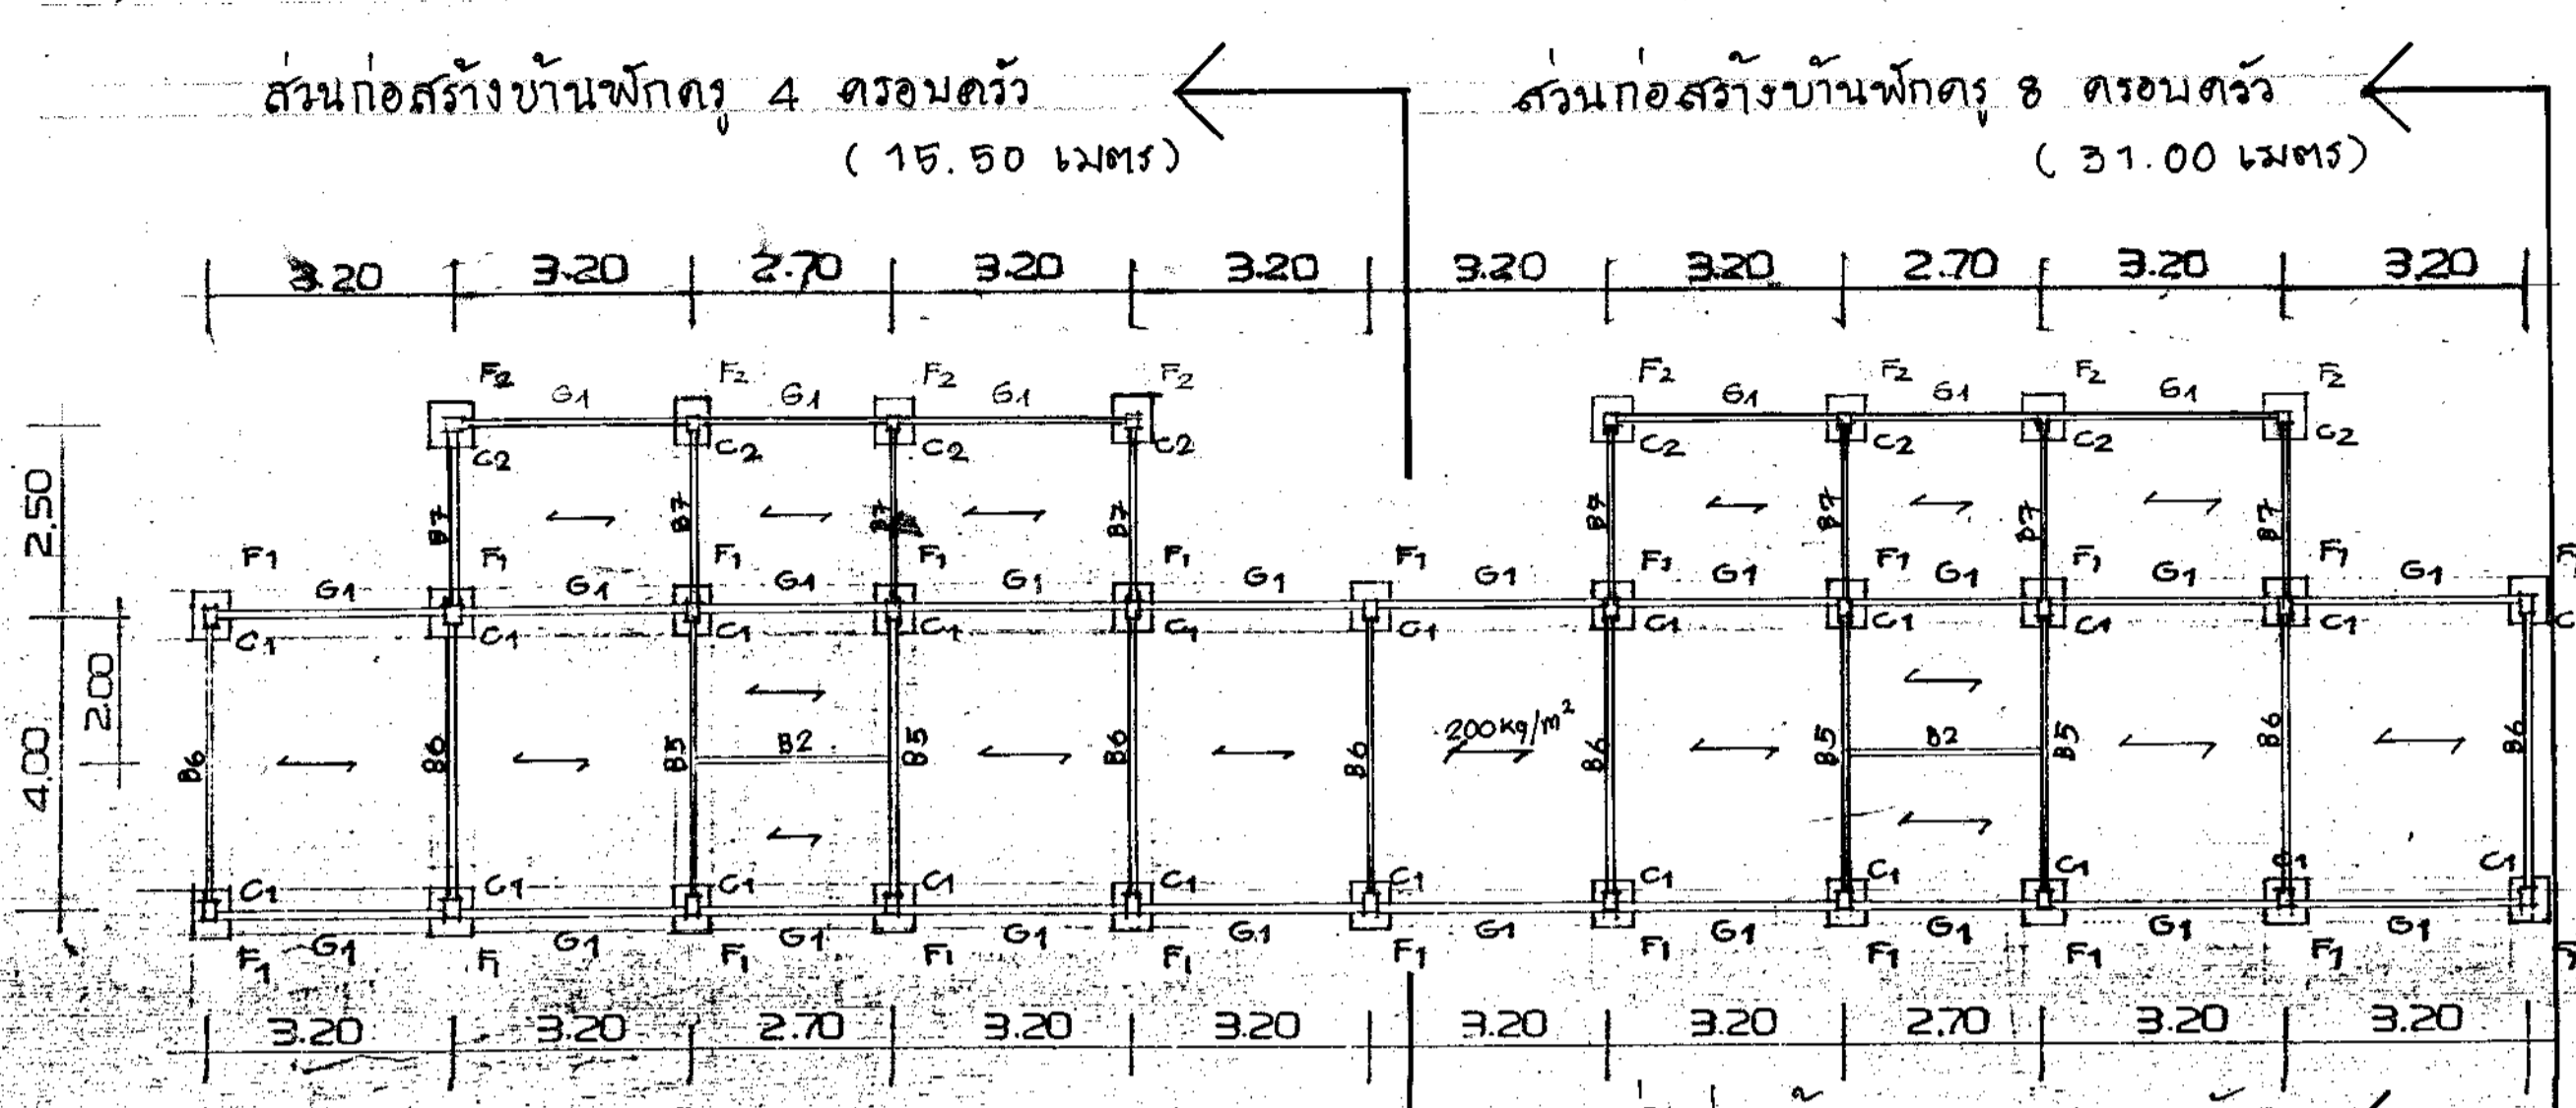 ส่วนก่อสร้างบ้านพักครู 4 ครอบครัว
(15.50 เมตร)
ส่วนก่อสร้างบ้านพักครู 8 ครอบครัว
(31.00 เมตร)
3.20 3.20 2.70 3.20 3.20 3.20 3.20 2.70 3.20 3.20
F2 G1 F2 G1 F2 G1 F2 F2 G1 F2 G1 F2 G1 F2
C2 C2 C2 C2 C2 C2 C2 C2
2.50 B7 B7 B7 B7 B7 B7 B7 B7
F1 F1 F1 F1 F1 F1 F1 F1 F1 F1
G1 G1 G1 G1 G1 G1 G1 G1 G1 G1
C1 C1 C1 C1 C1 C1 C1 C1 C1 C1
2.00
200kg/m²
4.00 B6 B6 B5 B2 B5 B6 B6 B6 B5 B2 B5 B6 B6
C1 C1 C1 C1 C1 C1 C1 C1 C1 C1 C1
G1 G1 G1 G1 G1 G1 G1 G1 G1 G1
F1 F1 F1 F1 F1 F1 F1 F1 F1 F1
3.20 3.20 2.70 3.20 3.20 3.20 3.20 2.70 3.20 3.20